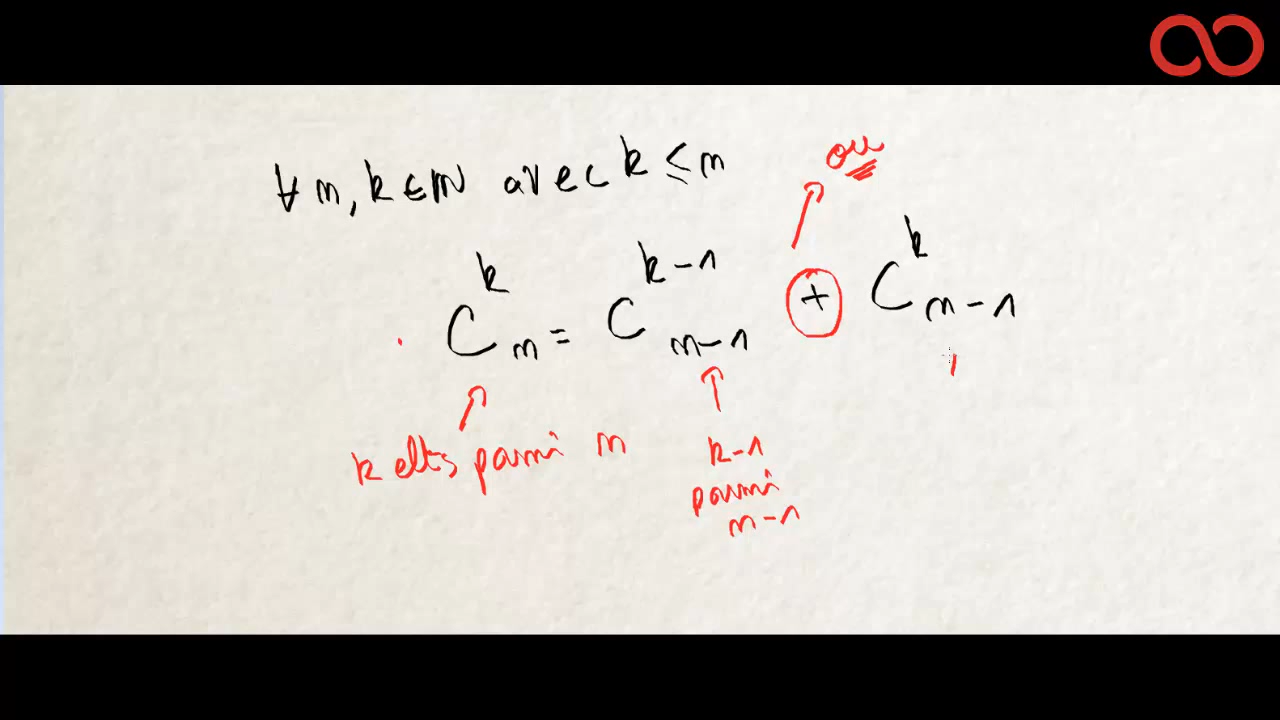 ∀ n, k ∈ ℕ avec k ≤ n
ou
C_n^k = C_{n-1}^{k-1} + C_{n-1}^k
k elts parmi n
k-1
parmi
n-1